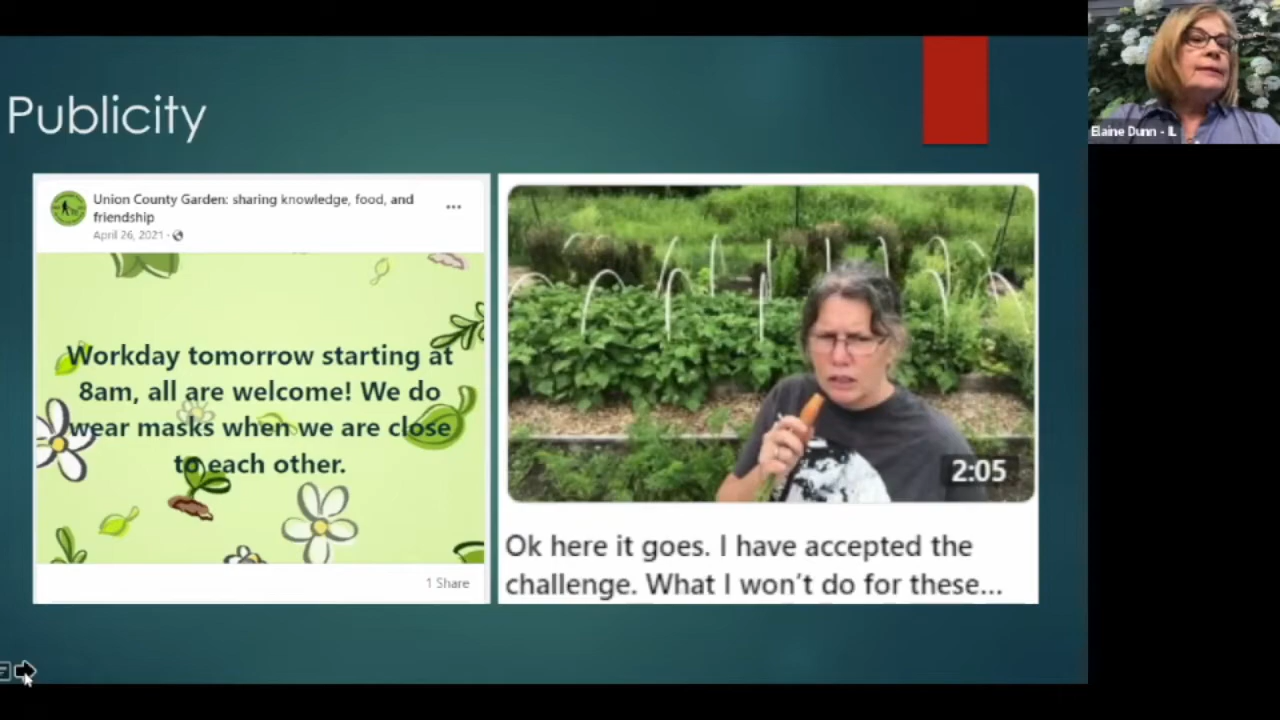 Publicity
Union County Garden: sharing knowledge, food, and
friendship
April 26, 2021 ·
Workday tomorrow starting at
8am, all are welcome! We do
wear masks when we are close
to each other.
1 Share
2:05
Ok here it goes. I have accepted the
challenge. What I won't do for these...
Elaine Dunn - IL